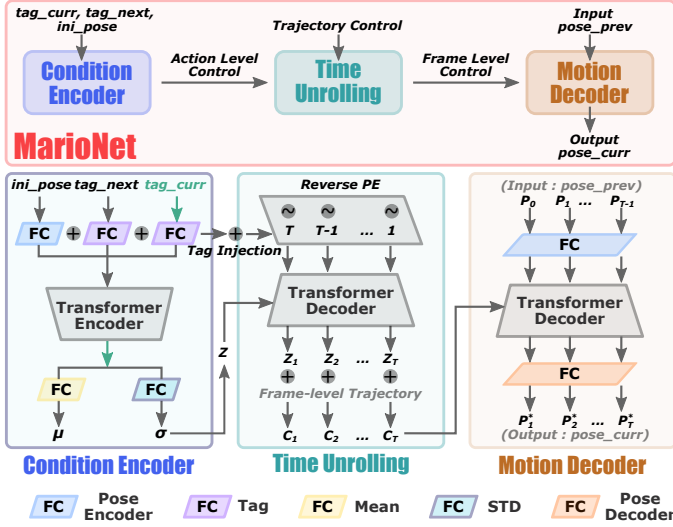 tag_curr, tag_next,
ini_pose
Trajectory Control
Input
pose_prev
Condition
Encoder
Action Level
Control
Time
Unrolling
Frame Level
Control
Motion
Decoder
MarioNet
Output
pose_curr
ini_pose tag_next tag_curr
FC + FC + FC
Tag Injection
Transformer
Encoder
FC FC
μ σ
Z
Condition Encoder
Reverse PE
T T-1 ... 1
Transformer
Decoder
Z1 Z2 ... ZT
Frame-level Trajectory
C1 C2 ... CT
Time Unrolling
(Input : pose_prev)
P0 P1 ... PT-1
FC
Transformer
Decoder
FC
P1* P2* ... PT*
(Output : pose_curr)
Motion Decoder
FC Pose
Encoder
FC Tag
FC Mean
FC STD
FC Pose
Decoder